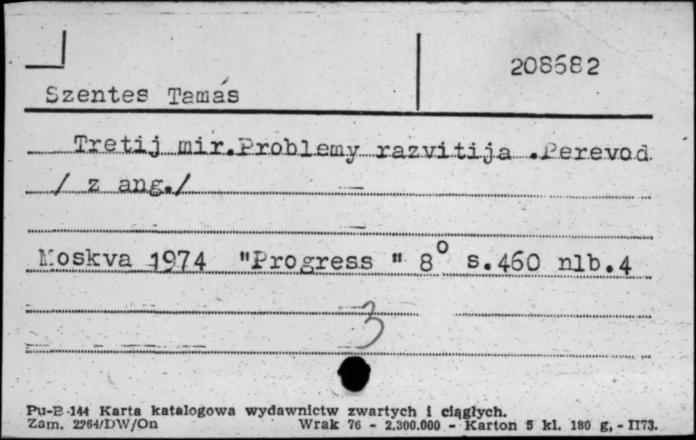 208682
Szentes Tamás
Tretij mir.Problemy razvitija .Perevod
/ z ang./
Moskva 1974 "Progress " 8° s.460 nlb.4
3
Pu-B-144 Karta katalogowa wydawnictw zwartych i ciągłych.
Zam. 2264/DW/On Wrak 76 - 2.300.000 - Karton 5 kl. 180 g, - II73.